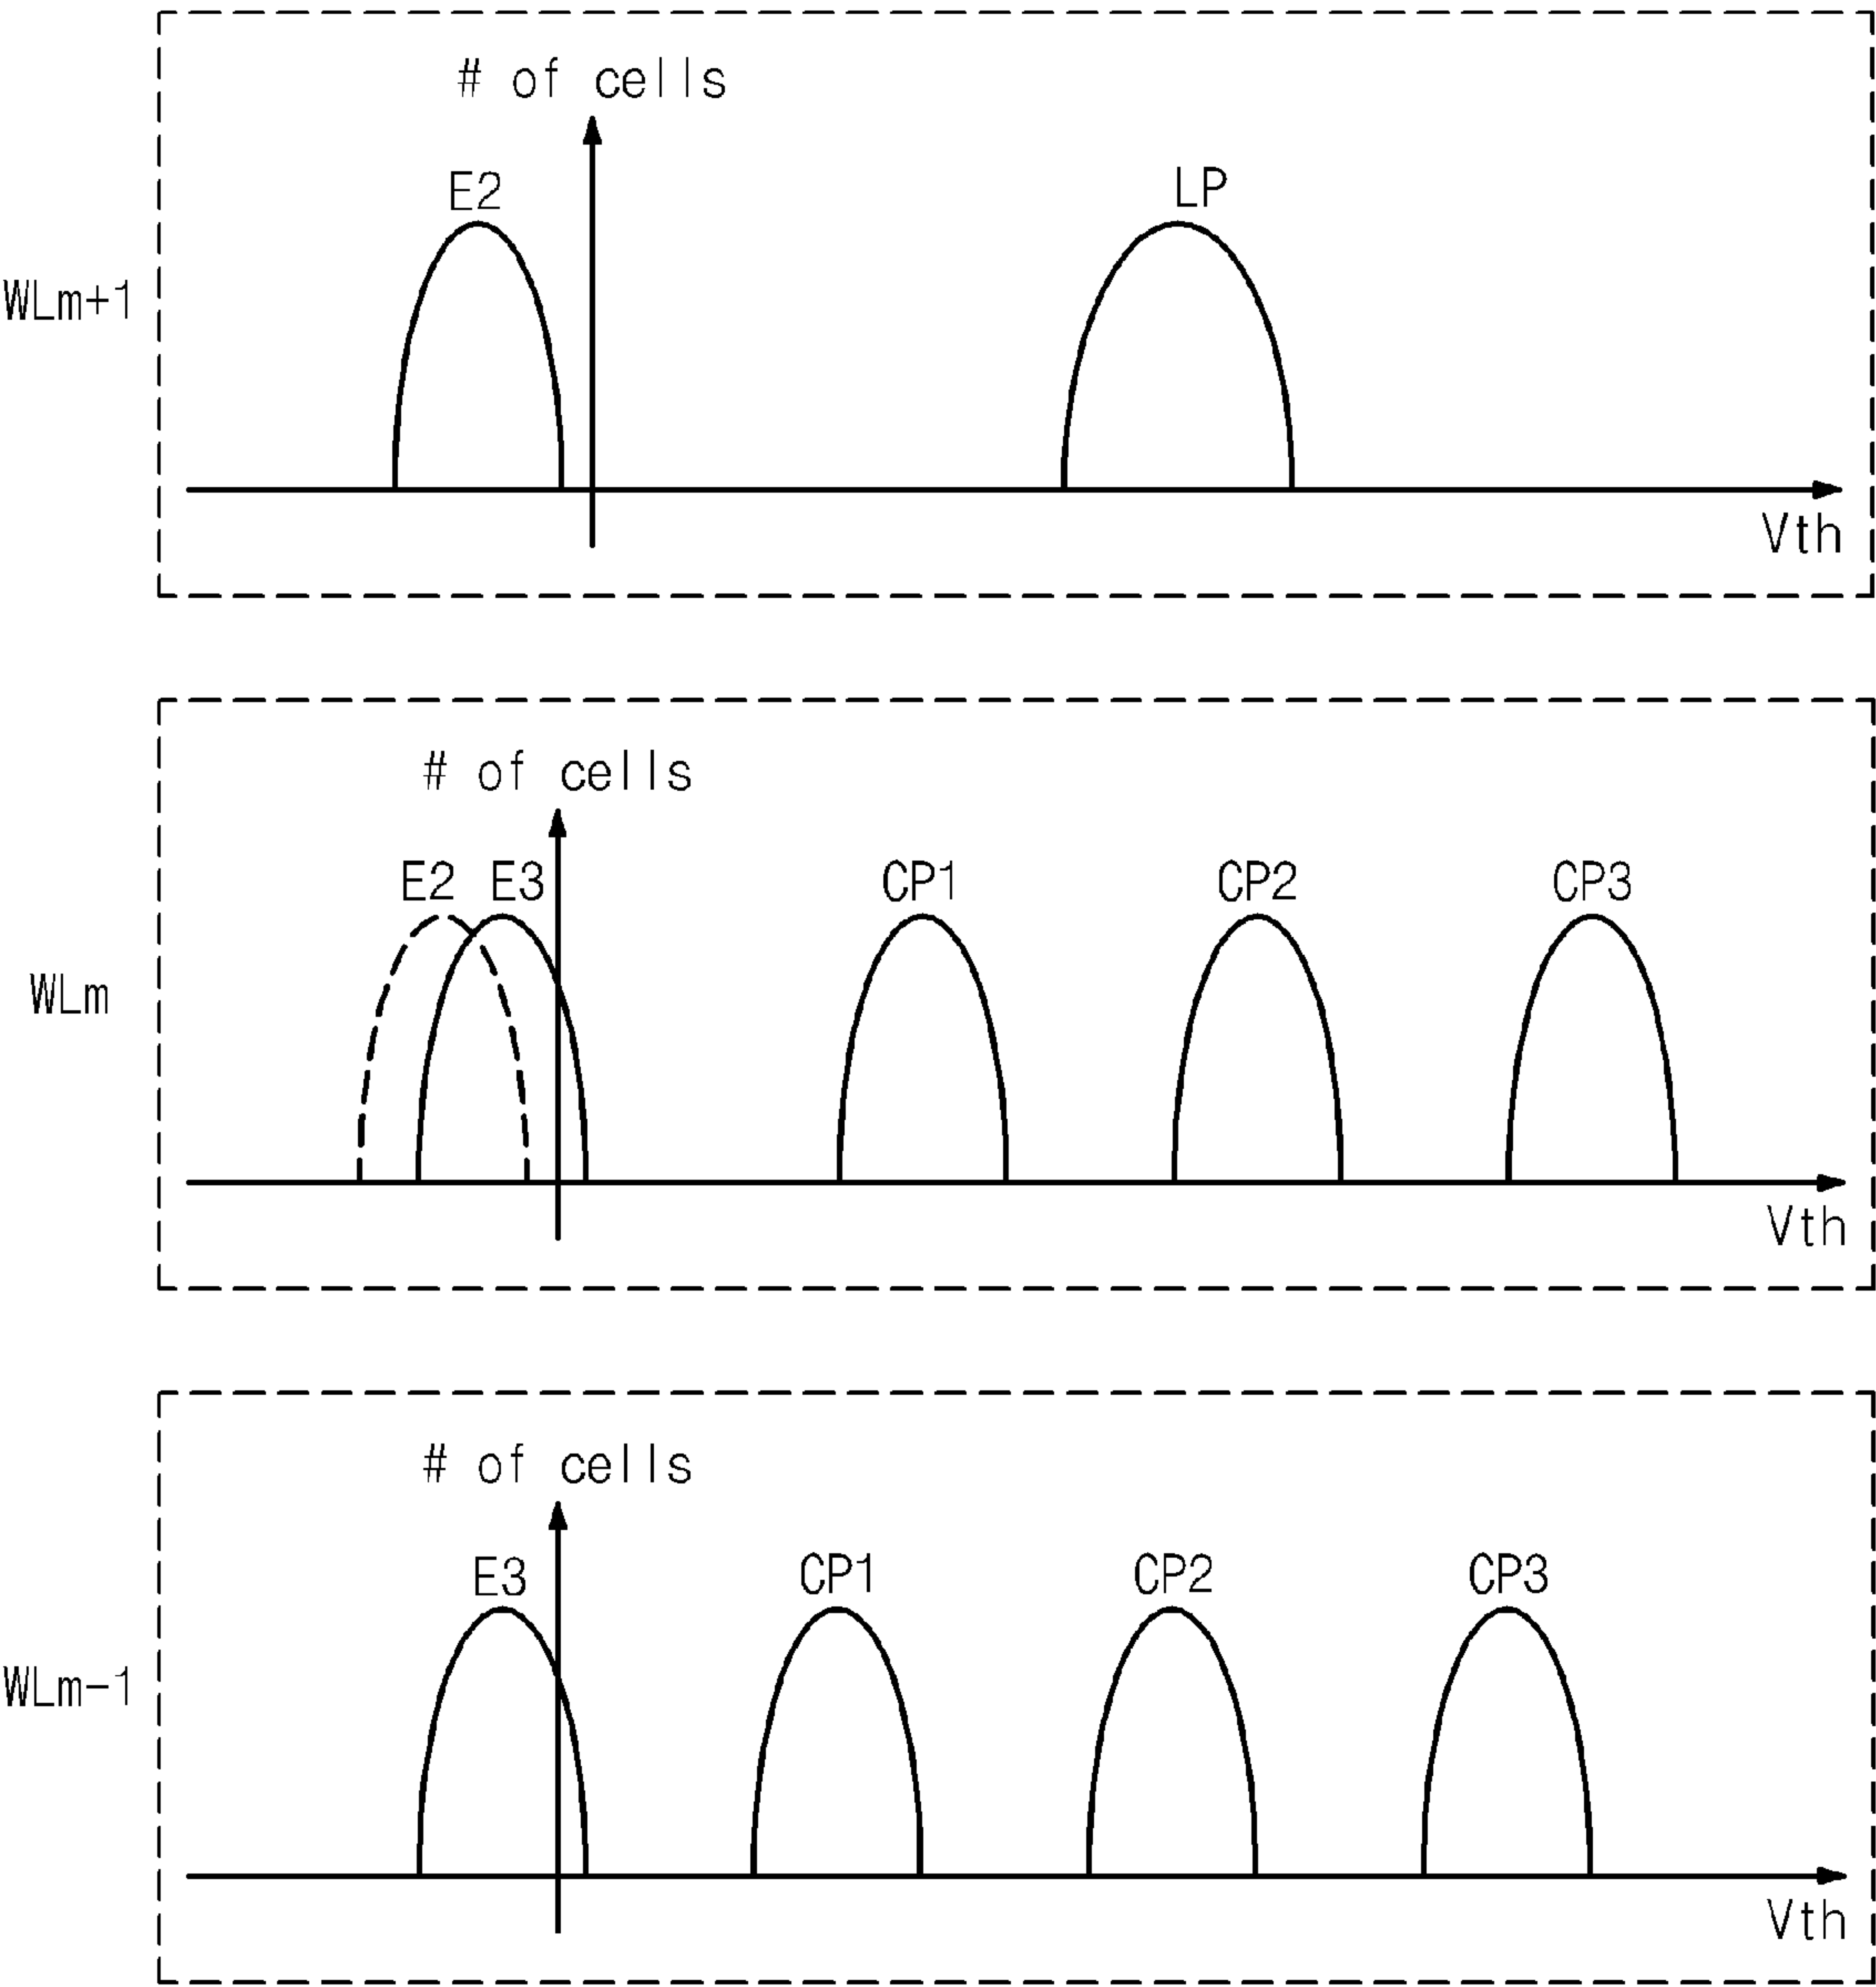 # of cells
E2
LP
WLm+1
Vth
# of cells
E2 E3 CP1 CP2 CP3
WLm
Vth
# of cells
E3 CP1 CP2 CP3
WLm-1
Vth